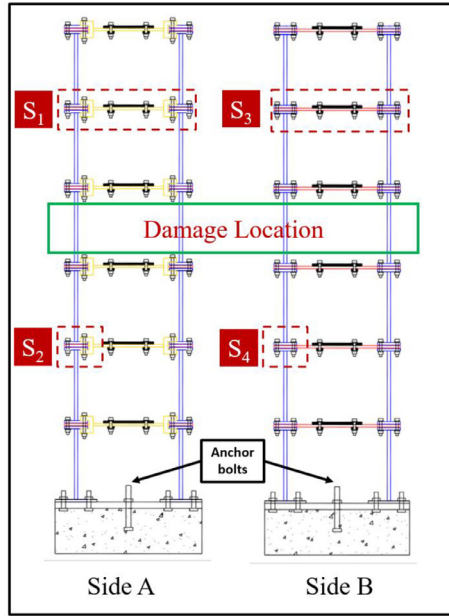 S1
S3
Damage Location
S2
S4
Anchor
bolts
Side A
Side B